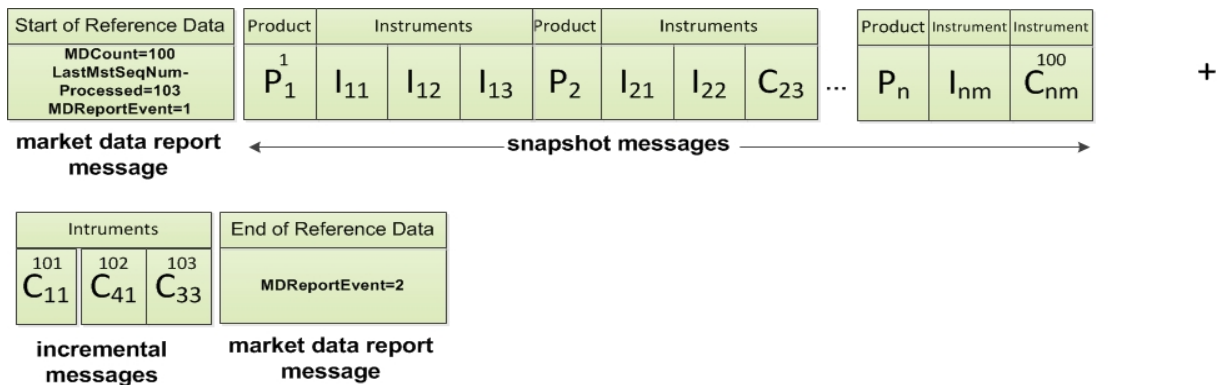 Start of Reference Data
MDCount=100
LastMstSeqNum-
Processed=103
MDReportEvent=1
Product Instruments Product Instruments Product Instrument Instrument
1 100
P1 I11 I12 I13 P2 I21 I22 C23 ... Pn Inm Cnm +
market data report
message
snapshot messages
Intruments
101 102 103
C11 C41 C33
End of Reference Data
MDReportEvent=2
incremental
messages
market data report
message